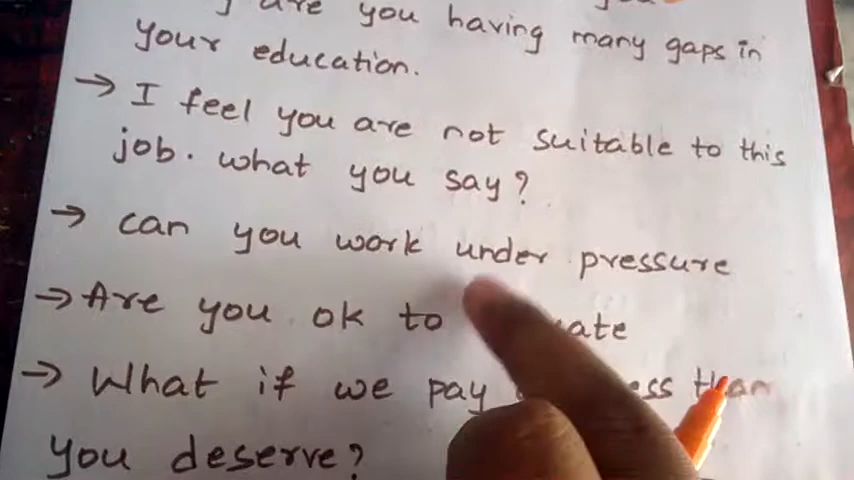 are you having many gaps in
your education.
→ I feel you are not suitable to this
job. what you say?
→ can you work under pressure
→ Are you ok to
→ What if we pay than
you deserve?